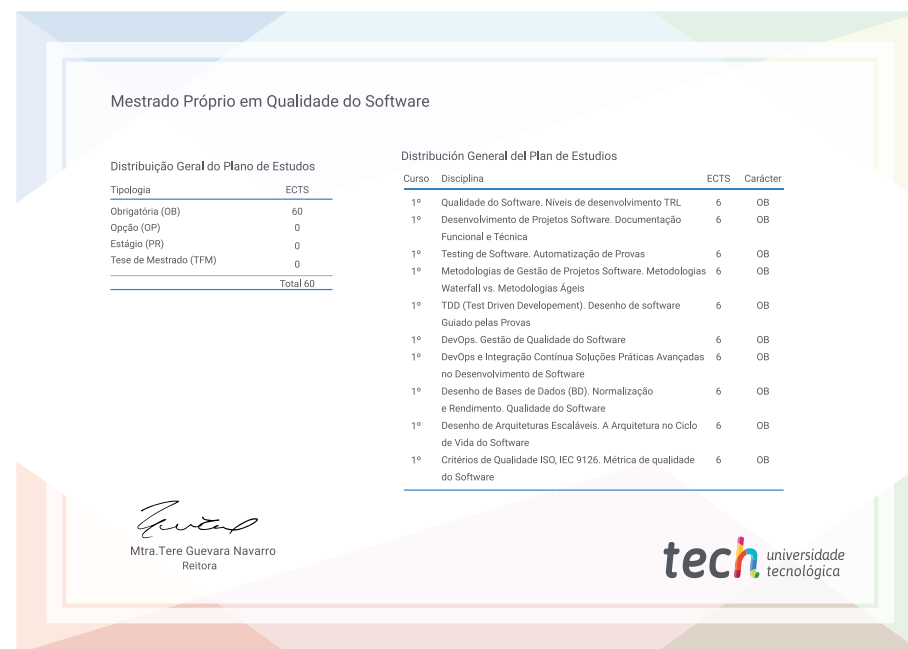 Mestrado Próprio em Qualidade do Software
Distribuição Geral do Plano de Estudos
Tipologia ECTS
Obrigatória (OB) 60
Opção (OP) 0
Estágio (PR) 0
Tese de Mestrado (TFM) 0
Total 60
Distribución General del Plan de Estudios
Curso Disciplina ECTS Carácter
1º Qualidade do Software. Níveis de desenvolvimento TRL 6 OB
1º Desenvolvimento de Projetos Software. Documentação 6 OB
Funcional e Técnica
1º Testing de Software. Automatização de Provas 6 OB
1º Metodologias de Gestão de Projetos Software. Metodologias 6 OB
Waterfall vs. Metodologias Ágeis
1º TDD (Test Driven Developement). Desenho de software 6 OB
Guiado pelas Provas
1º DevOps. Gestão de Qualidade do Software 6 OB
1º DevOps e Integração Contínua Soluções Práticas Avançadas 6 OB
no Desenvolvimento de Software
1º Desenho de Bases de Dados (BD). Normalização 6 OB
e Rendimento. Qualidade do Software
1º Desenho de Arquiteturas Escaláveis. A Arquitetura no Ciclo 6 OB
de Vida do Software
1º Critérios de Qualidade ISO, IEC 9126. Métrica de qualidade 6 OB
do Software
Mtra.Tere Guevara Navarro
Reitora
tech universidade
tecnológica